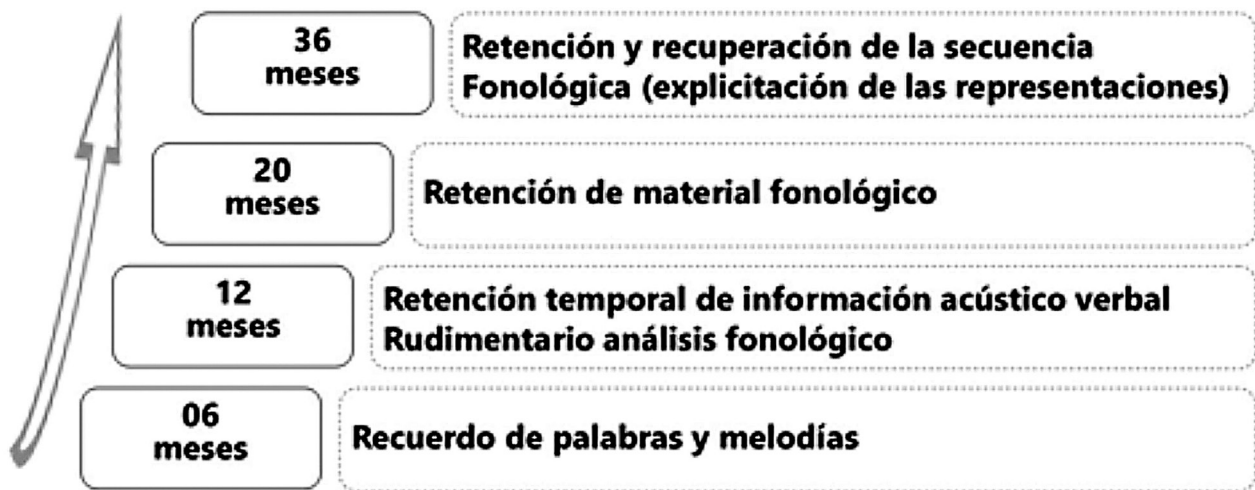 36
meses
Retención y recuperación de la secuencia
Fonológica (explicitación de las representaciones)
20
meses
Retención de material fonológico
12
meses
Retención temporal de información acústico verbal
Rudimentario análisis fonológico
06
meses
Recuerdo de palabras y melodías